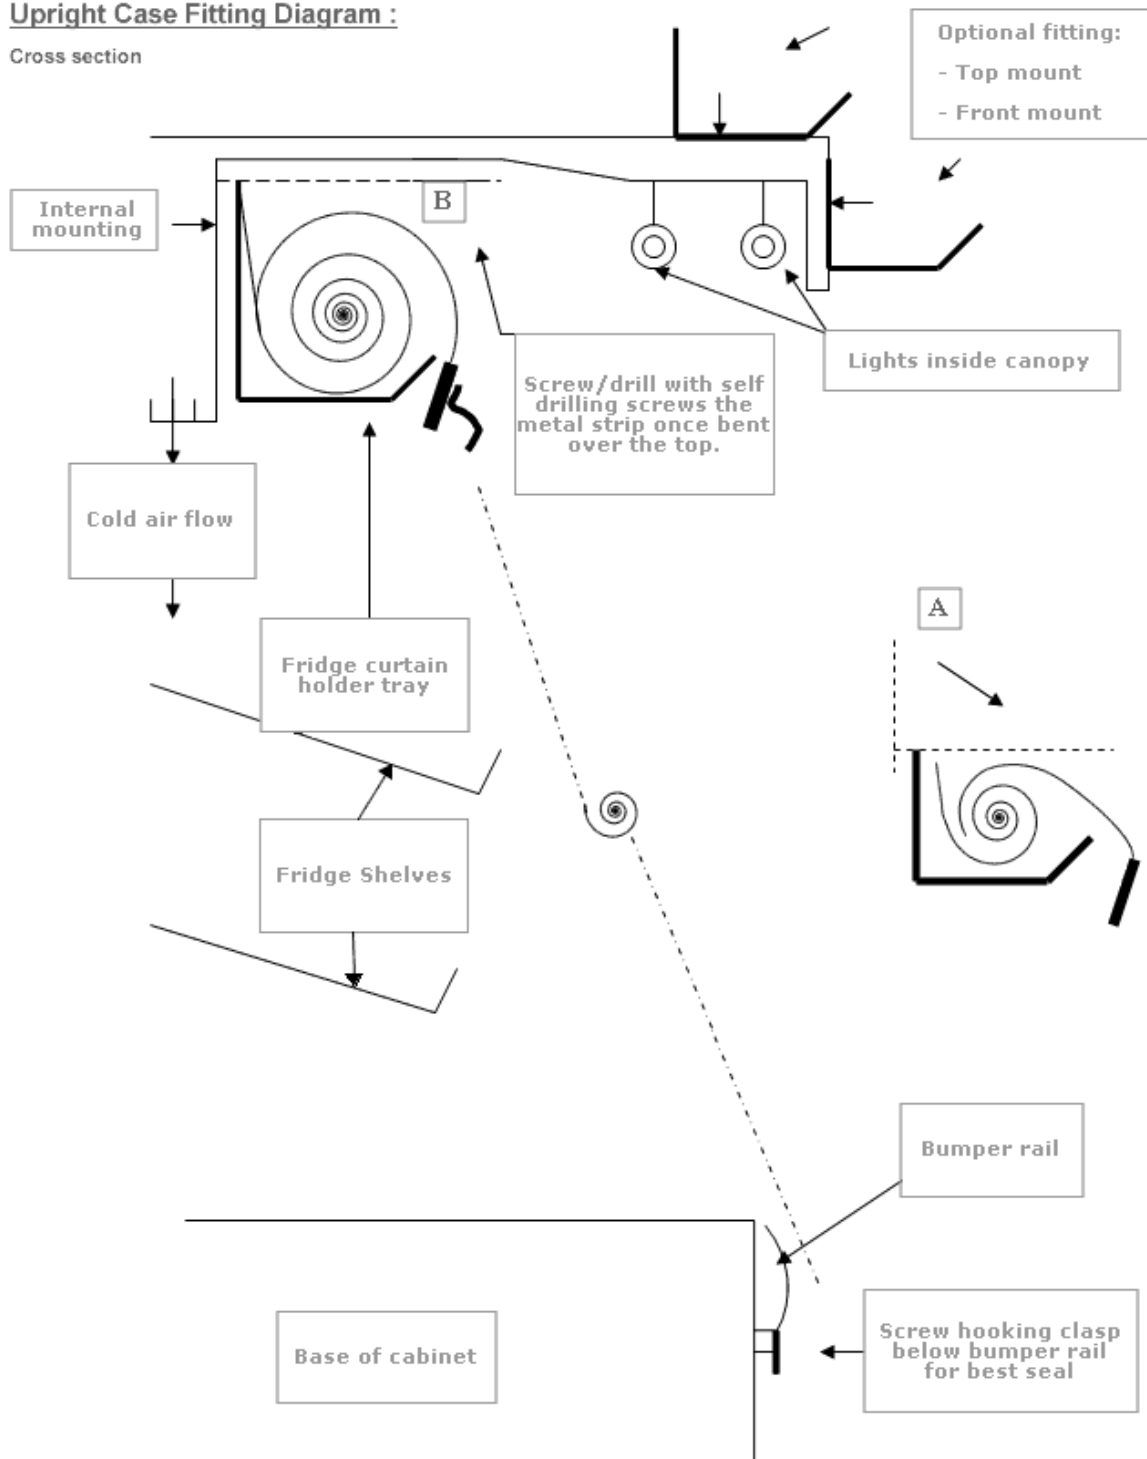 Upright Case Fitting Diagram :
Cross section
Optional fitting:
- Top mount
- Front mount
Internal
mounting
B
Lights inside canopy
Screw/drill with self
drilling screws the
metal strip once bent
over the top.
Cold air flow
A
Fridge curtain
holder tray
Fridge Shelves
Bumper rail
Base of cabinet
Screw hooking clasp
below bumper rail
for best seal